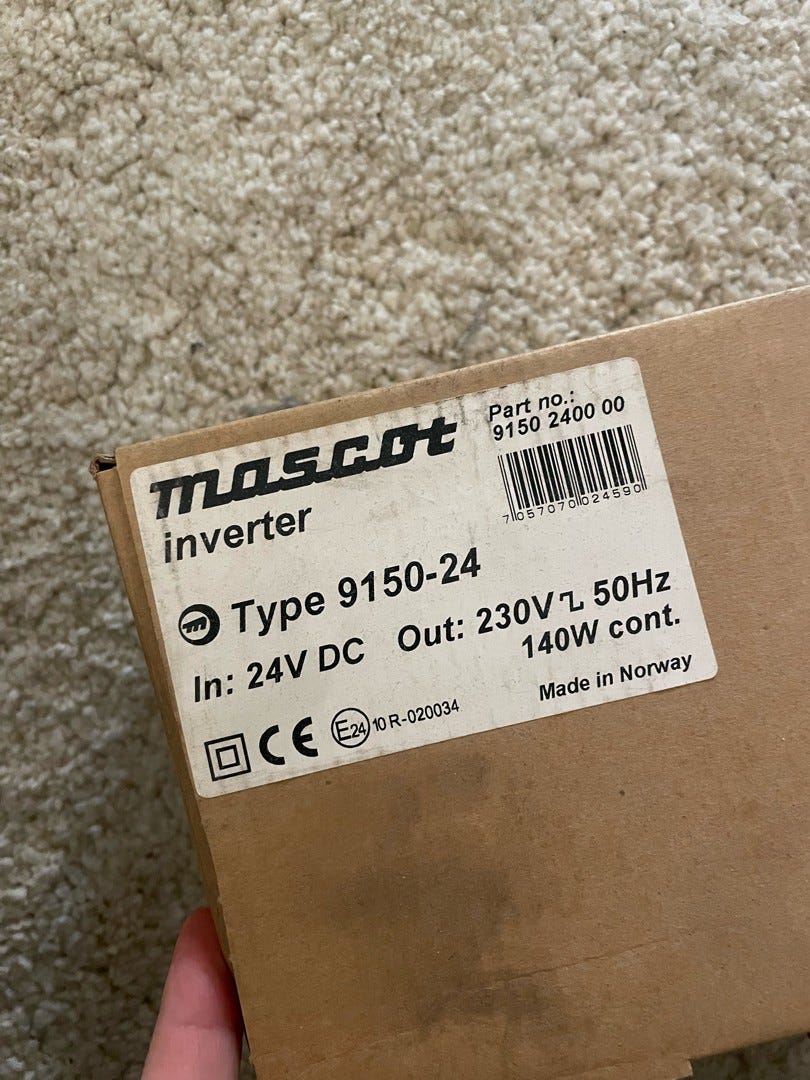 mascot
Part no.:
9150 2400 00
7 057070 024590
inverter
Type 9150-24
In: 24V DC Out: 230V 50Hz
140W cont.
Made in Norway
CE E24 10 R-020034